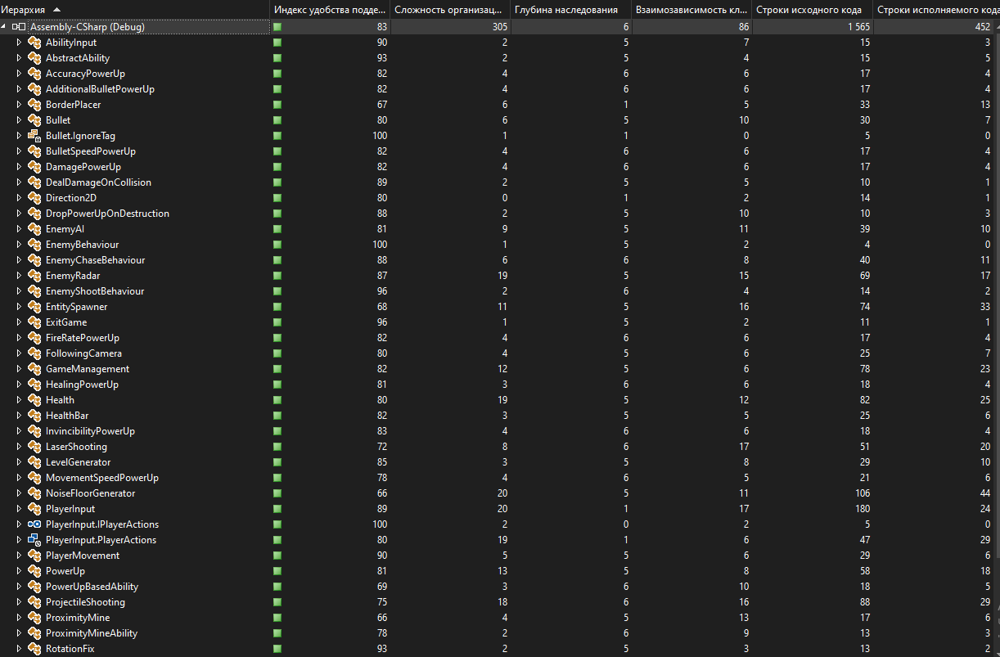 Иерархия Индекс удобства подде... Сложность организац... Глубина наследования Взаимозависимость кл... Строки исходного кода Строки исполняемого кода
Assembly-CSharp (Debug) 83 305 6 86 1 565 452
AbilityInput 90 2 5 7 15 3
AbstractAbility 93 2 5 4 15 5
AccuracyPowerUp 82 4 6 6 17 4
AdditionalBulletPowerUp 82 4 6 6 17 4
BorderPlacer 67 6 1 5 33 13
Bullet 80 6 5 10 30 7
Bullet.IgnoreTag 100 1 1 0 5 0
BulletSpeedPowerUp 82 4 6 6 17 4
DamagePowerUp 82 4 6 6 17 4
DealDamageOnCollision 89 2 5 5 10 1
Direction2D 80 0 1 2 14 1
DropPowerUpOnDestruction 88 2 5 10 10 3
EnemyAI 81 9 5 11 39 10
EnemyBehaviour 100 1 5 2 4 0
EnemyChaseBehaviour 88 6 6 8 40 11
EnemyRadar 87 19 5 15 69 17
EnemyShootBehaviour 96 2 6 4 14 2
EntitySpawner 68 11 5 16 74 33
ExitGame 96 1 5 2 11 1
FireRatePowerUp 82 4 6 6 17 4
FollowingCamera 80 4 5 6 25 7
GameManagement 82 12 5 6 78 23
HealingPowerUp 81 3 6 6 18 4
Health 80 19 5 12 82 25
HealthBar 82 3 5 5 25 6
InvincibilityPowerUp 83 4 6 6 18 4
LaserShooting 72 8 6 17 51 20
LevelGenerator 85 3 5 8 29 10
MovementSpeedPowerUp 78 4 6 5 21 6
NoiseFloorGenerator 66 20 5 11 106 44
PlayerInput 89 20 1 17 180 24
PlayerInput.IPlayerActions 100 2 0 2 5 0
PlayerInput.PlayerActions 80 19 1 6 47 29
PlayerMovement 90 5 5 6 29 6
PowerUp 81 13 5 8 58 18
PowerUpBasedAbility 69 3 6 10 18 5
ProjectileShooting 75 18 6 16 88 29
ProximityMine 66 4 5 13 17 6
ProximityMineAbility 78 2 6 9 13 3
RotationFix 93 2 5 3 13 2